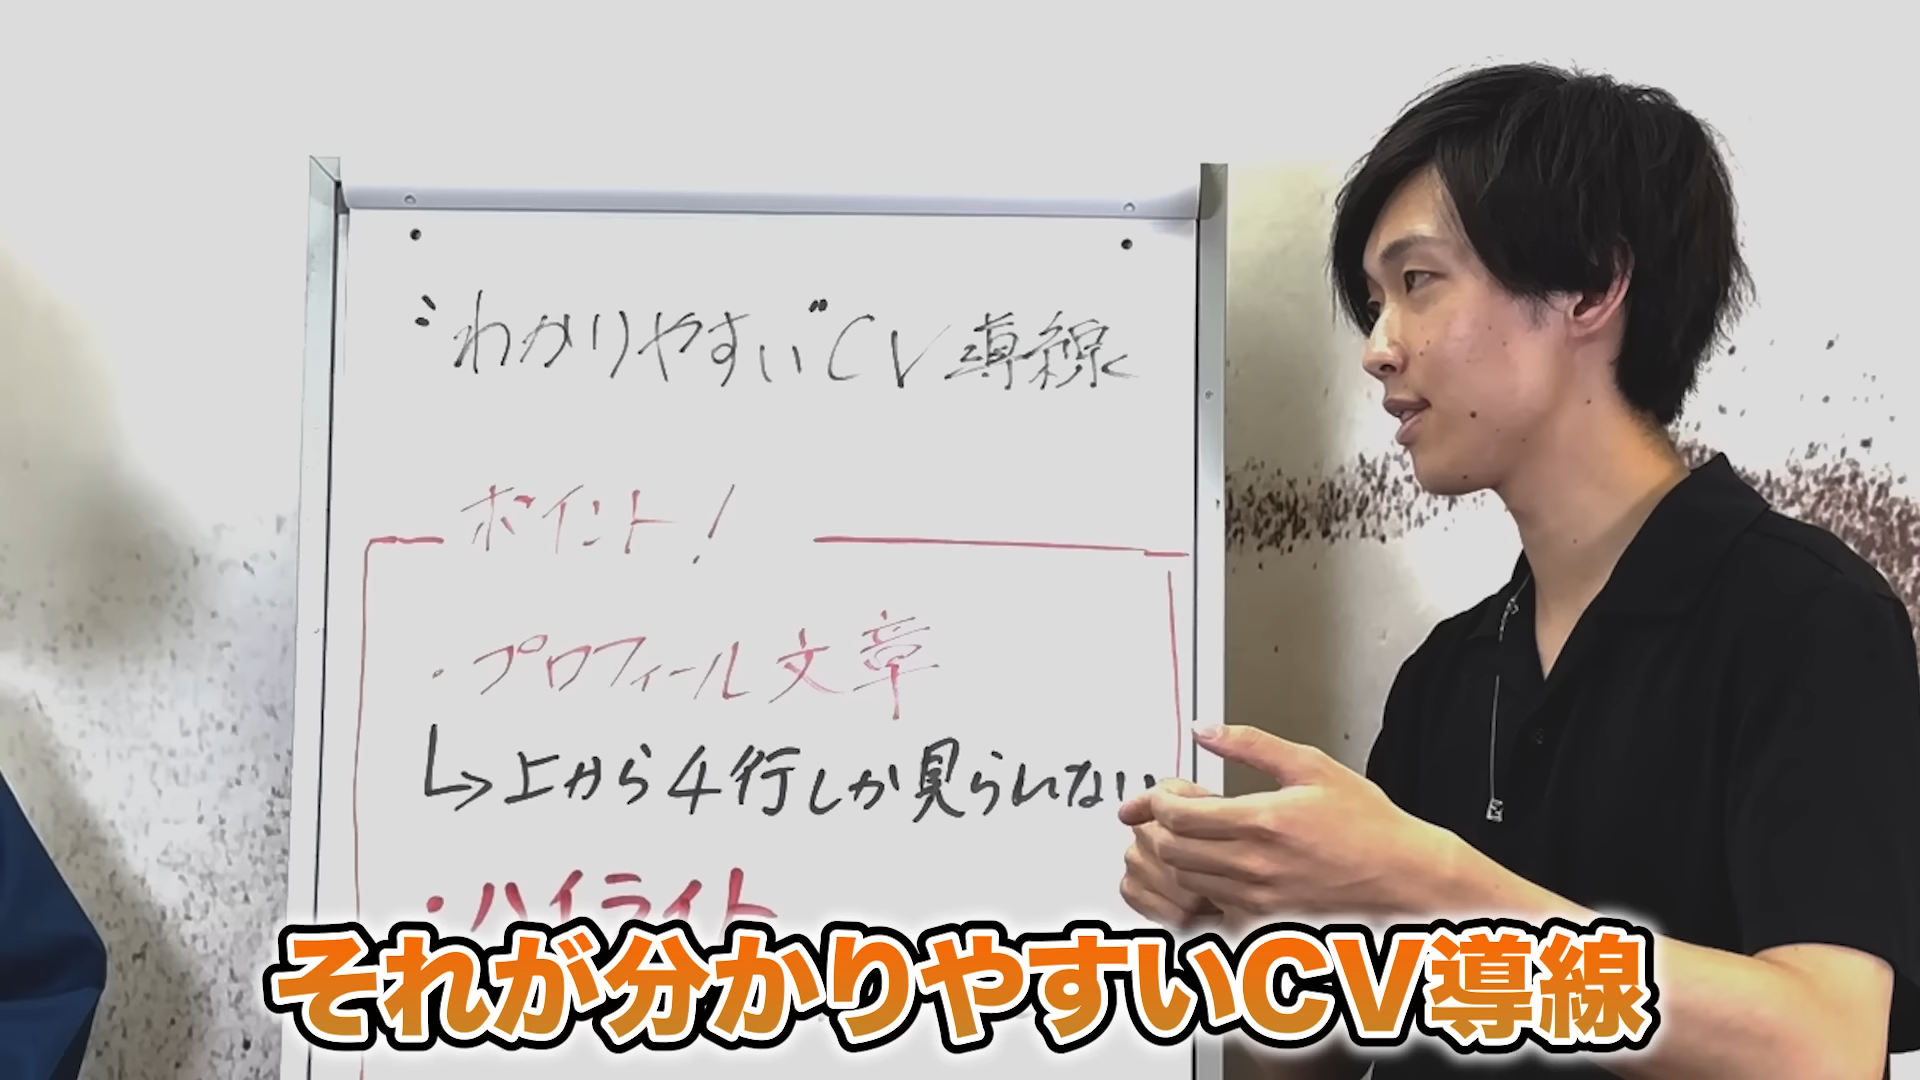 "わかりやすい"CV導線
ポイント!
・プロフィール文章
↳上から4行しか見られない
・ハイライト
それが分かりやすいCV導線